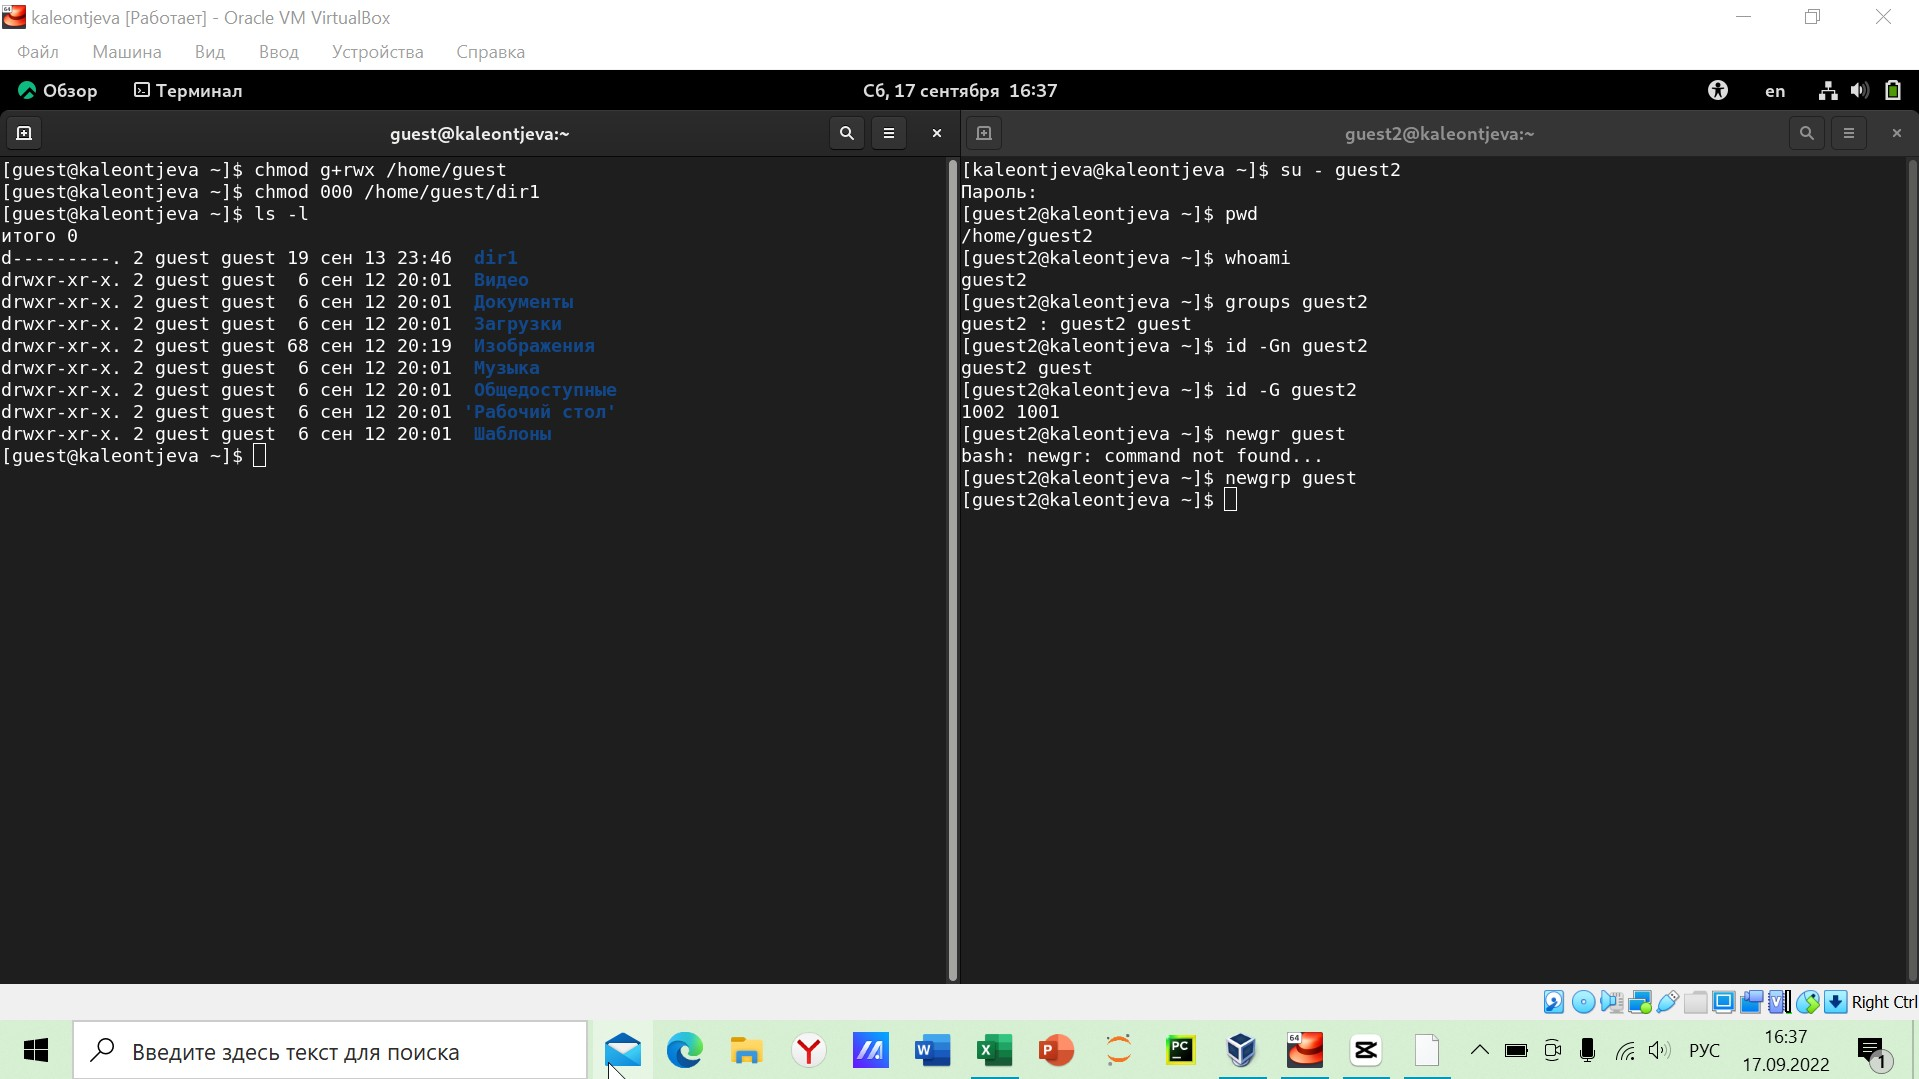 kaleontjeva [Работает] - Oracle VM VirtualBox
Файл Машина Вид Ввод Устройства Справка
Обзор Терминал Сб, 17 сентября 16:37 en
guest@kaleontjeva:~
[guest@kaleontjeva ~]$ chmod g+rwx /home/guest
[guest@kaleontjeva ~]$ chmod 000 /home/guest/dir1
[guest@kaleontjeva ~]$ ls -l
итого 0
d---------. 2 guest guest 19 сен 13 23:46  dir1
drwxr-xr-x. 2 guest guest  6 сен 12 20:01  Видео
drwxr-xr-x. 2 guest guest  6 сен 12 20:01  Документы
drwxr-xr-x. 2 guest guest  6 сен 12 20:01  Загрузки
drwxr-xr-x. 2 guest guest 68 сен 12 20:19  Изображения
drwxr-xr-x. 2 guest guest  6 сен 12 20:01  Музыка
drwxr-xr-x. 2 guest guest  6 сен 12 20:01  Общедоступные
drwxr-xr-x. 2 guest guest  6 сен 12 20:01 'Рабочий стол'
drwxr-xr-x. 2 guest guest  6 сен 12 20:01  Шаблоны
[guest@kaleontjeva ~]$
guest2@kaleontjeva:~
[kaleontjeva@kaleontjeva ~]$ su - guest2
Пароль:
[guest2@kaleontjeva ~]$ pwd
/home/guest2
[guest2@kaleontjeva ~]$ whoami
guest2
[guest2@kaleontjeva ~]$ groups guest2
guest2 : guest2 guest
[guest2@kaleontjeva ~]$ id -Gn guest2
guest2 guest
[guest2@kaleontjeva ~]$ id -G guest2
1002 1001
[guest2@kaleontjeva ~]$ newgr guest
bash: newgr: command not found...
[guest2@kaleontjeva ~]$ newgrp guest
[guest2@kaleontjeva ~]$
Right Ctrl
Введите здесь текст для поиска
РУС
16:37
17.09.2022
1